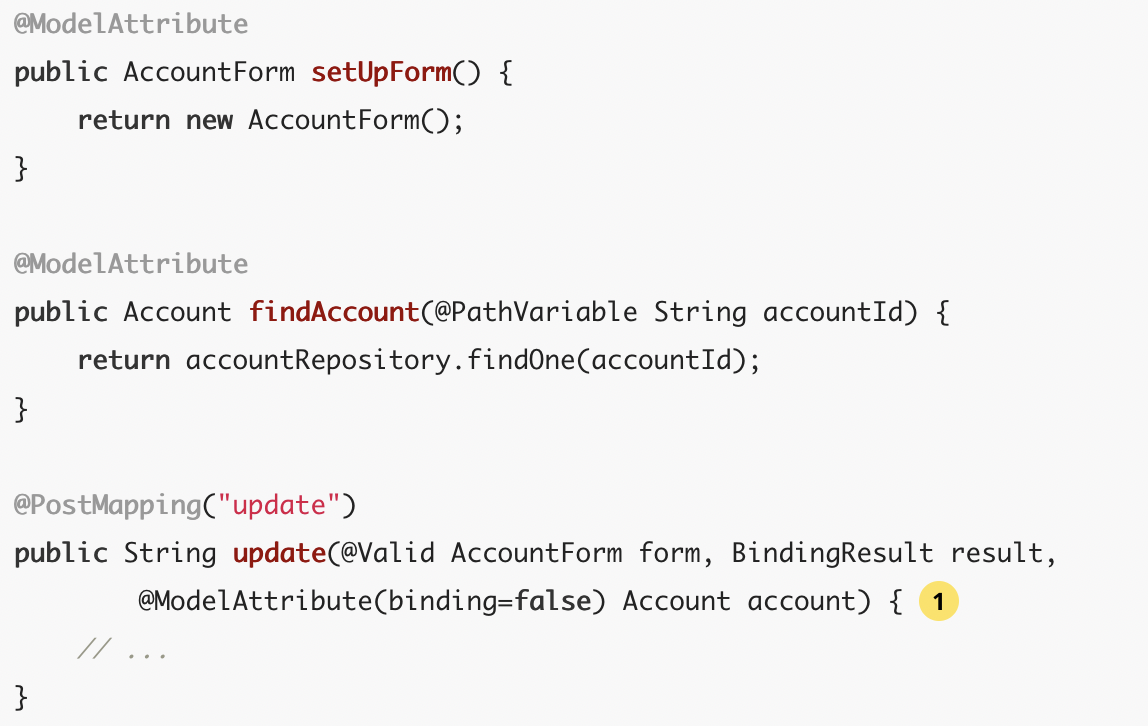 @ModelAttribute
public AccountForm setUpForm() {
    return new AccountForm();
}

@ModelAttribute
public Account findAccount(@PathVariable String accountId) {
    return accountRepository.findOne(accountId);
}

@PostMapping("update")
public String update(@Valid AccountForm form, BindingResult result,
        @ModelAttribute(binding=false) Account account) { 1
    // ...
}